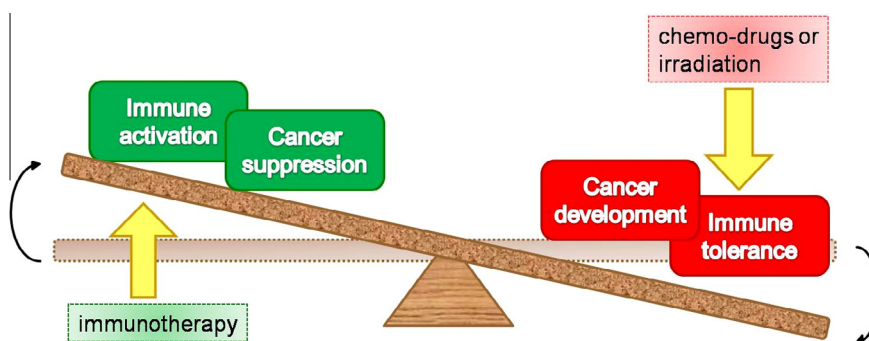 chemo-drugs or
irradiation
Immune
activation
Cancer
suppression
Cancer
development
Immune
tolerance
immunotherapy